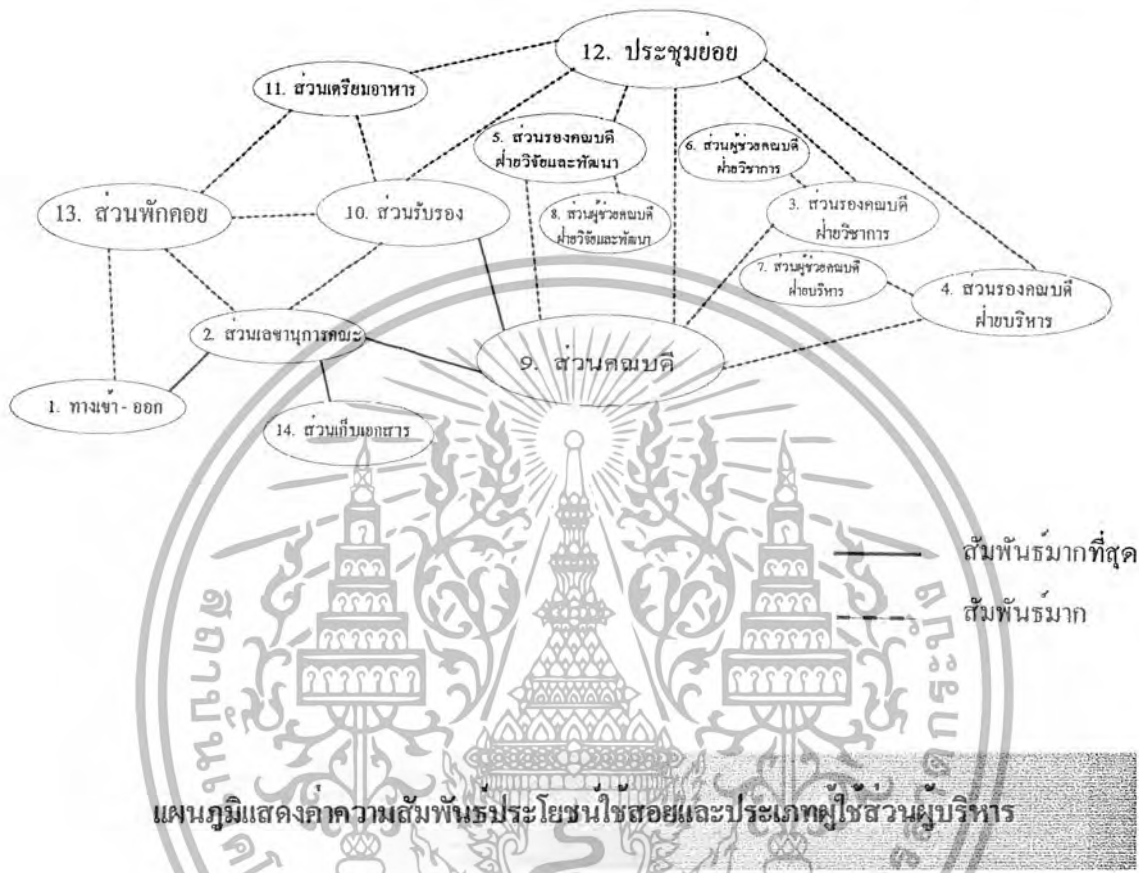 12. ประชุมย่อย
11. ส่วนเตรียมอาหาร
5. ส่วนรองคณบดี
ฝ่ายวิจัยและพัฒนา
6. ส่วนผู้ช่วยคณบดี
ฝ่ายวิชาการ
13. ส่วนพักคอย
10. ส่วนรับรอง
8. ส่วนผู้ช่วยคณบดี
ฝ่ายวิจัยและพัฒนา
3. ส่วนรองคณบดี
ฝ่ายวิชาการ
7. ส่วนผู้ช่วยคณบดี
ฝ่ายบริหาร
4. ส่วนรองคณบดี
ฝ่ายบริหาร
2. ส่วนเลขานุการคณะ
9. ส่วนคณบดี
1. ทางเข้า - ออก
14. ส่วนเก็บเอกสาร
สัมพันธ์มากที่สุด
สัมพันธ์มาก
แผนภูมิแสดงค่าความสัมพันธ์ประโยชน์ใช้สอยและประเภทผู้ใช้ส่วนผู้บริหาร